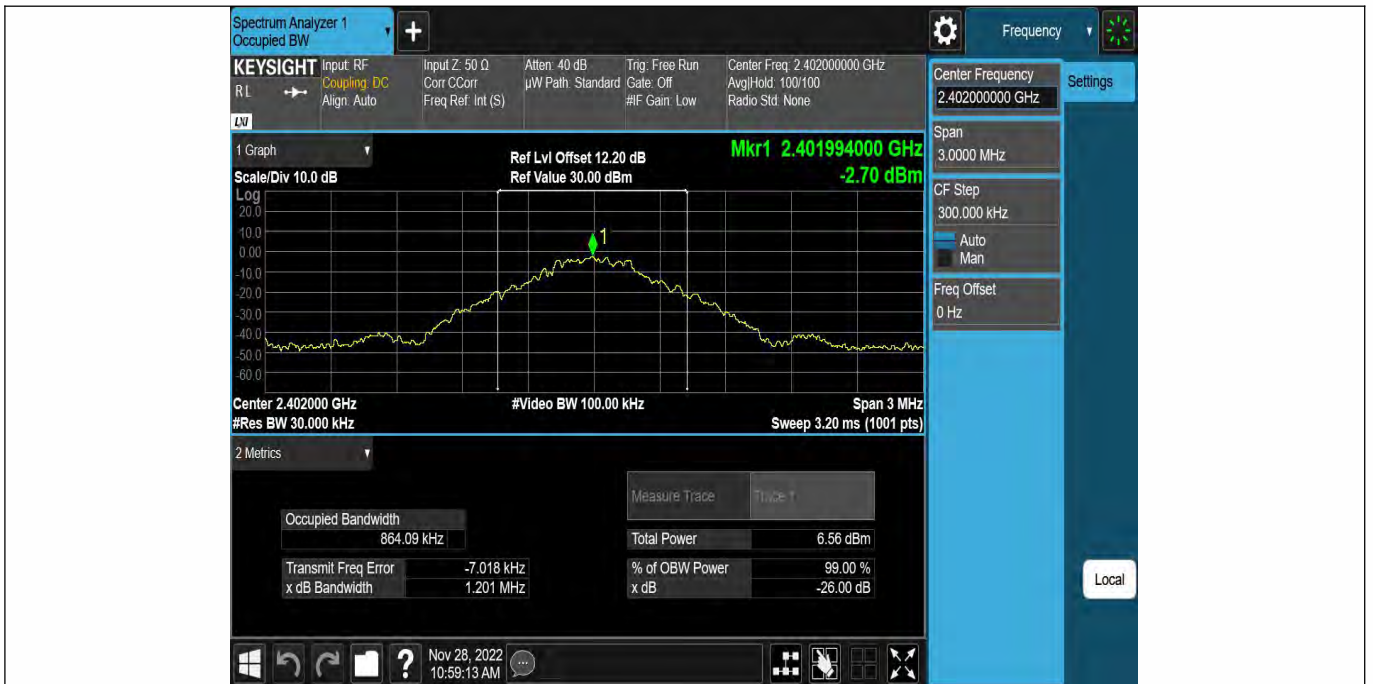 Spectrum Analyzer 1
Occupied BW
+
Frequency
KEYSIGHT
RL
LXI
Input: RF
Coupling: DC
Align: Auto
Input Z: 50 Ω
Corr CCorr
Freq Ref: Int (S)
Atten: 40 dB
µW Path: Standard
Trig: Free Run
Gate: Off
#IF Gain: Low
Center Freq: 2.402000000 GHz
Avg|Hold: 100/100
Radio Std: None
Center Frequency
2.402000000 GHz
Settings
Span
3.0000 MHz
CF Step
300.000 kHz
Auto
Man
Freq Offset
0 Hz
Local
1 Graph
Scale/Div 10.0 dB
Ref Lvl Offset 12.20 dB
Ref Value 30.00 dBm
Mkr1 2.401994000 GHz
-2.70 dBm
Log
20.0
10.0
0.00
-10.0
-20.0
-30.0
-40.0
-50.0
-60.0
1
Center 2.402000 GHz
#Video BW 100.00 kHz
Span 3 MHz
#Res BW 30.000 kHz
Sweep 3.20 ms (1001 pts)
2 Metrics
Measure Trace
Trace 1
Occupied Bandwidth
864.09 kHz
Total Power
6.56 dBm
Transmit Freq Error
-7.018 kHz
% of OBW Power
99.00 %
x dB Bandwidth
1.201 MHz
x dB
-26.00 dB
?
Nov 28, 2022
10:59:13 AM